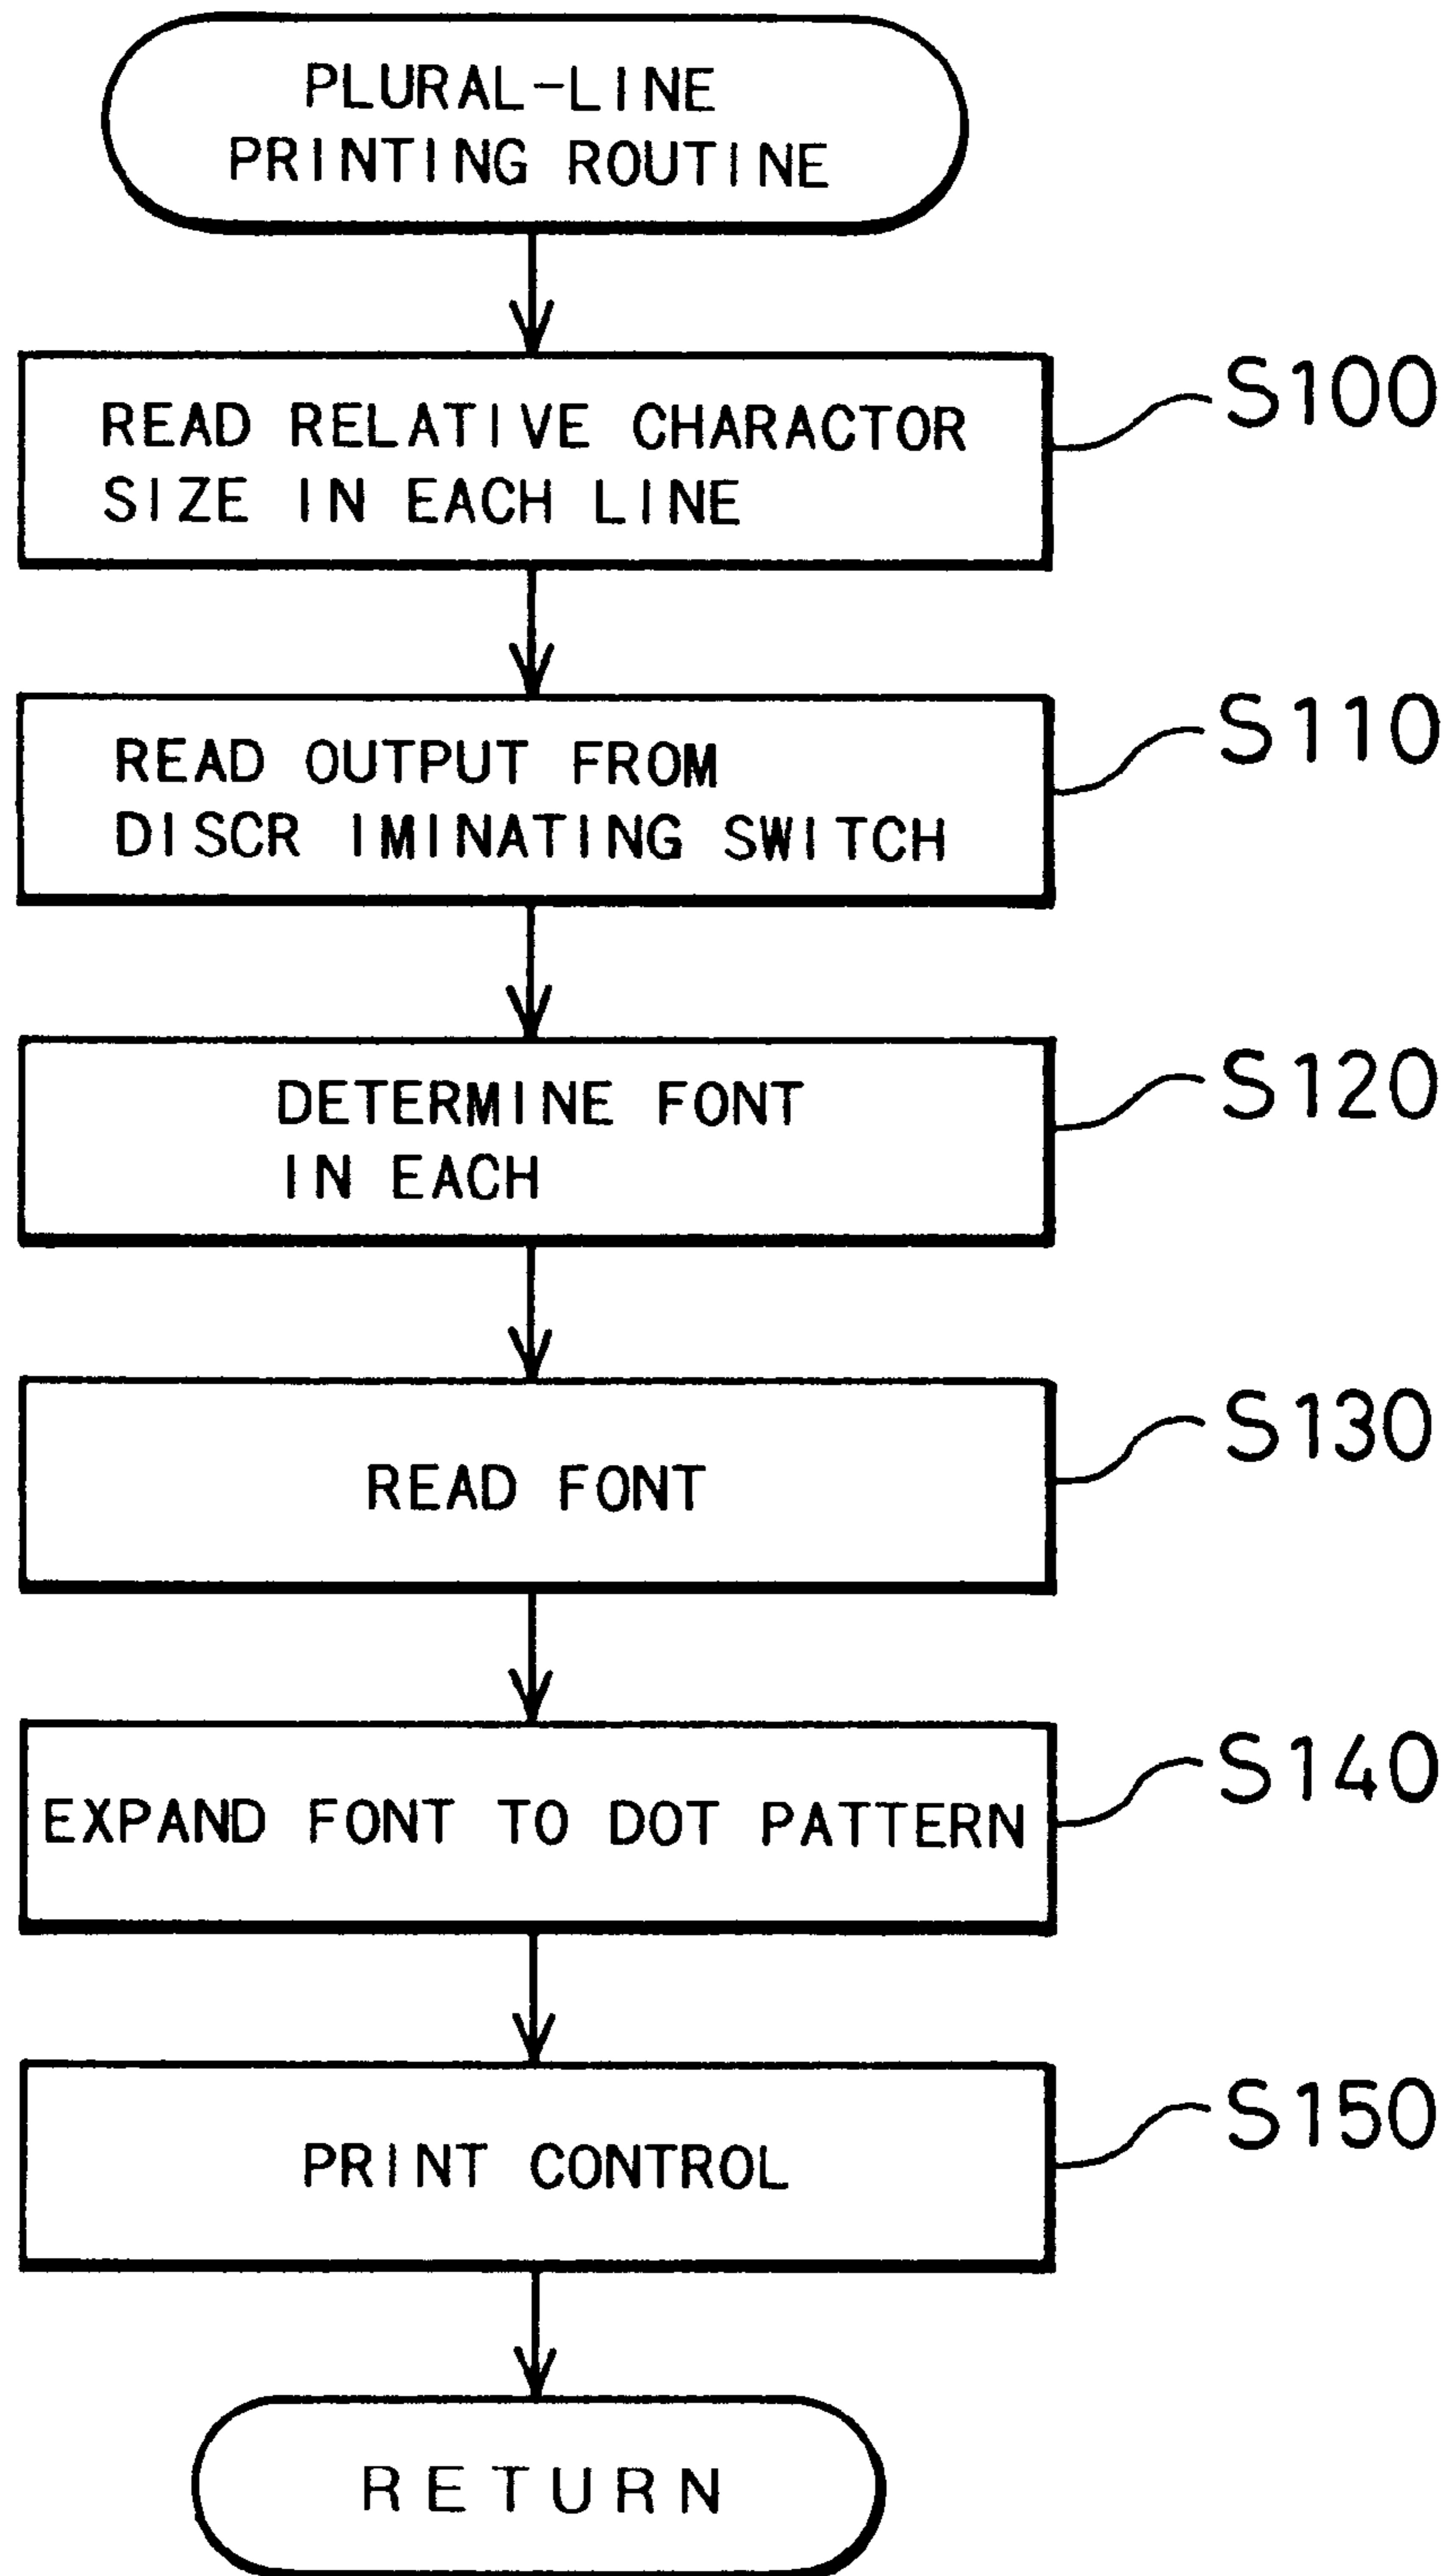 PLURAL-LINE
PRINTING ROUTINE
READ RELATIVE CHARACTOR
SIZE IN EACH LINE
S100
READ OUTPUT FROM
DISCR IMINATING SWITCH
S110
DETERMINE FONT
IN EACH
S120
READ FONT
S130
EXPAND FONT TO DOT PATTERN
S140
PRINT CONTROL
S150
RETURN